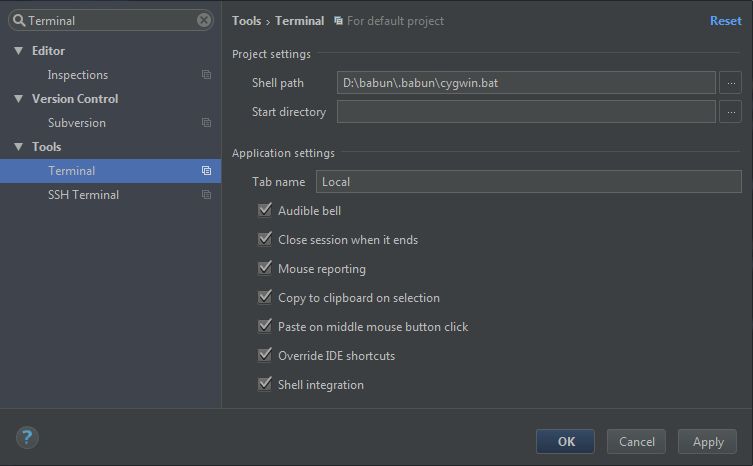 Terminal
Editor
Inspections
Version Control
Subversion
Tools
Terminal
SSH Terminal
Tools › Terminal For default project Reset
Project settings
Shell path D:\babun\.babun\cygwin.bat ...
Start directory ...
Application settings
Tab name Local
Audible bell
Close session when it ends
Mouse reporting
Copy to clipboard on selection
Paste on middle mouse button click
Override IDE shortcuts
Shell integration
? OK Cancel Apply